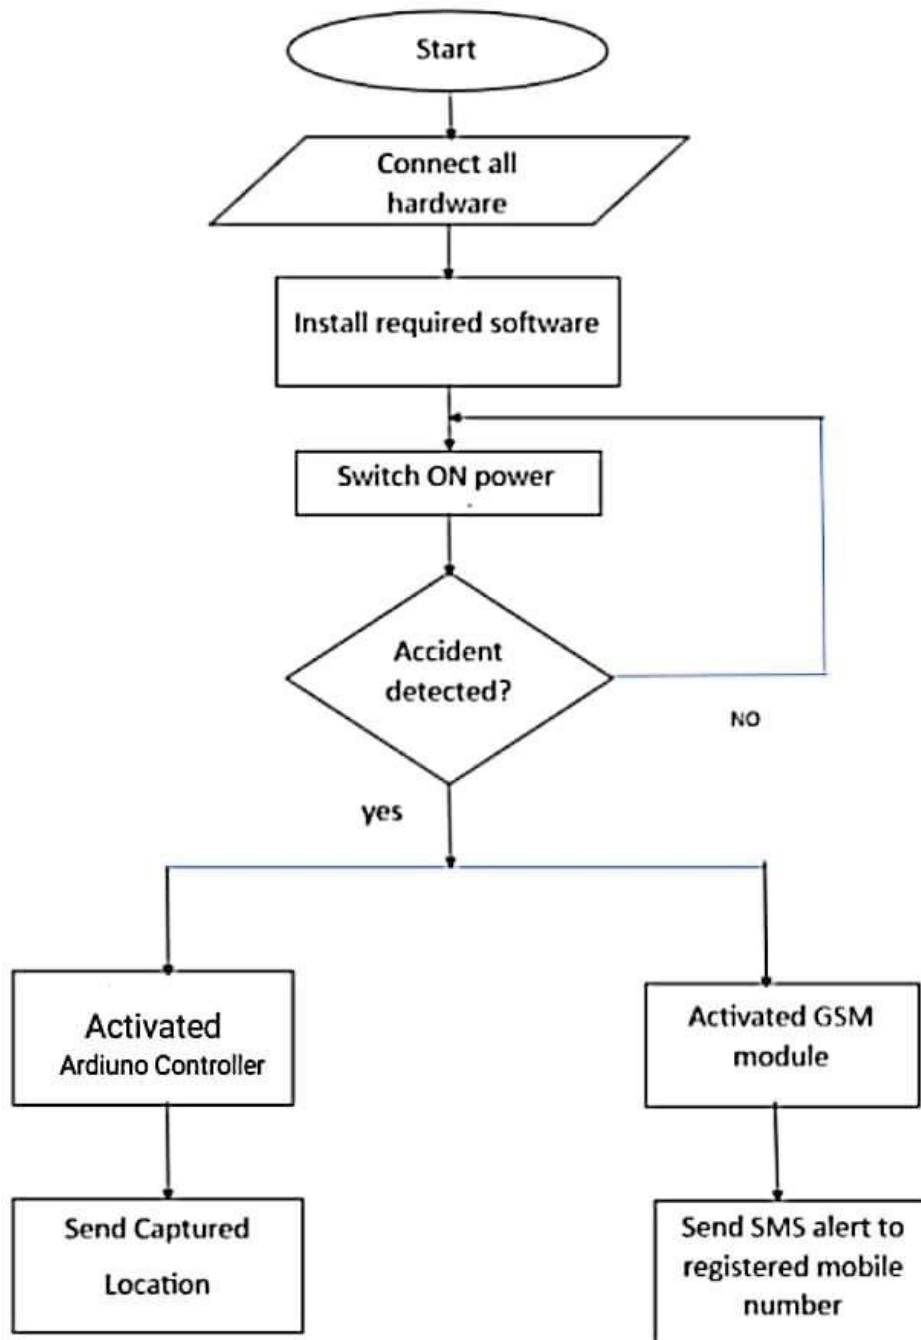 Start
Connect all
hardware
Install required software
Switch ON power
Accident
detected?
NO
yes
Activated
Ardiuno Controller
Activated GSM
module
Send Captured
Location
Send SMS alert to
registered mobile
number